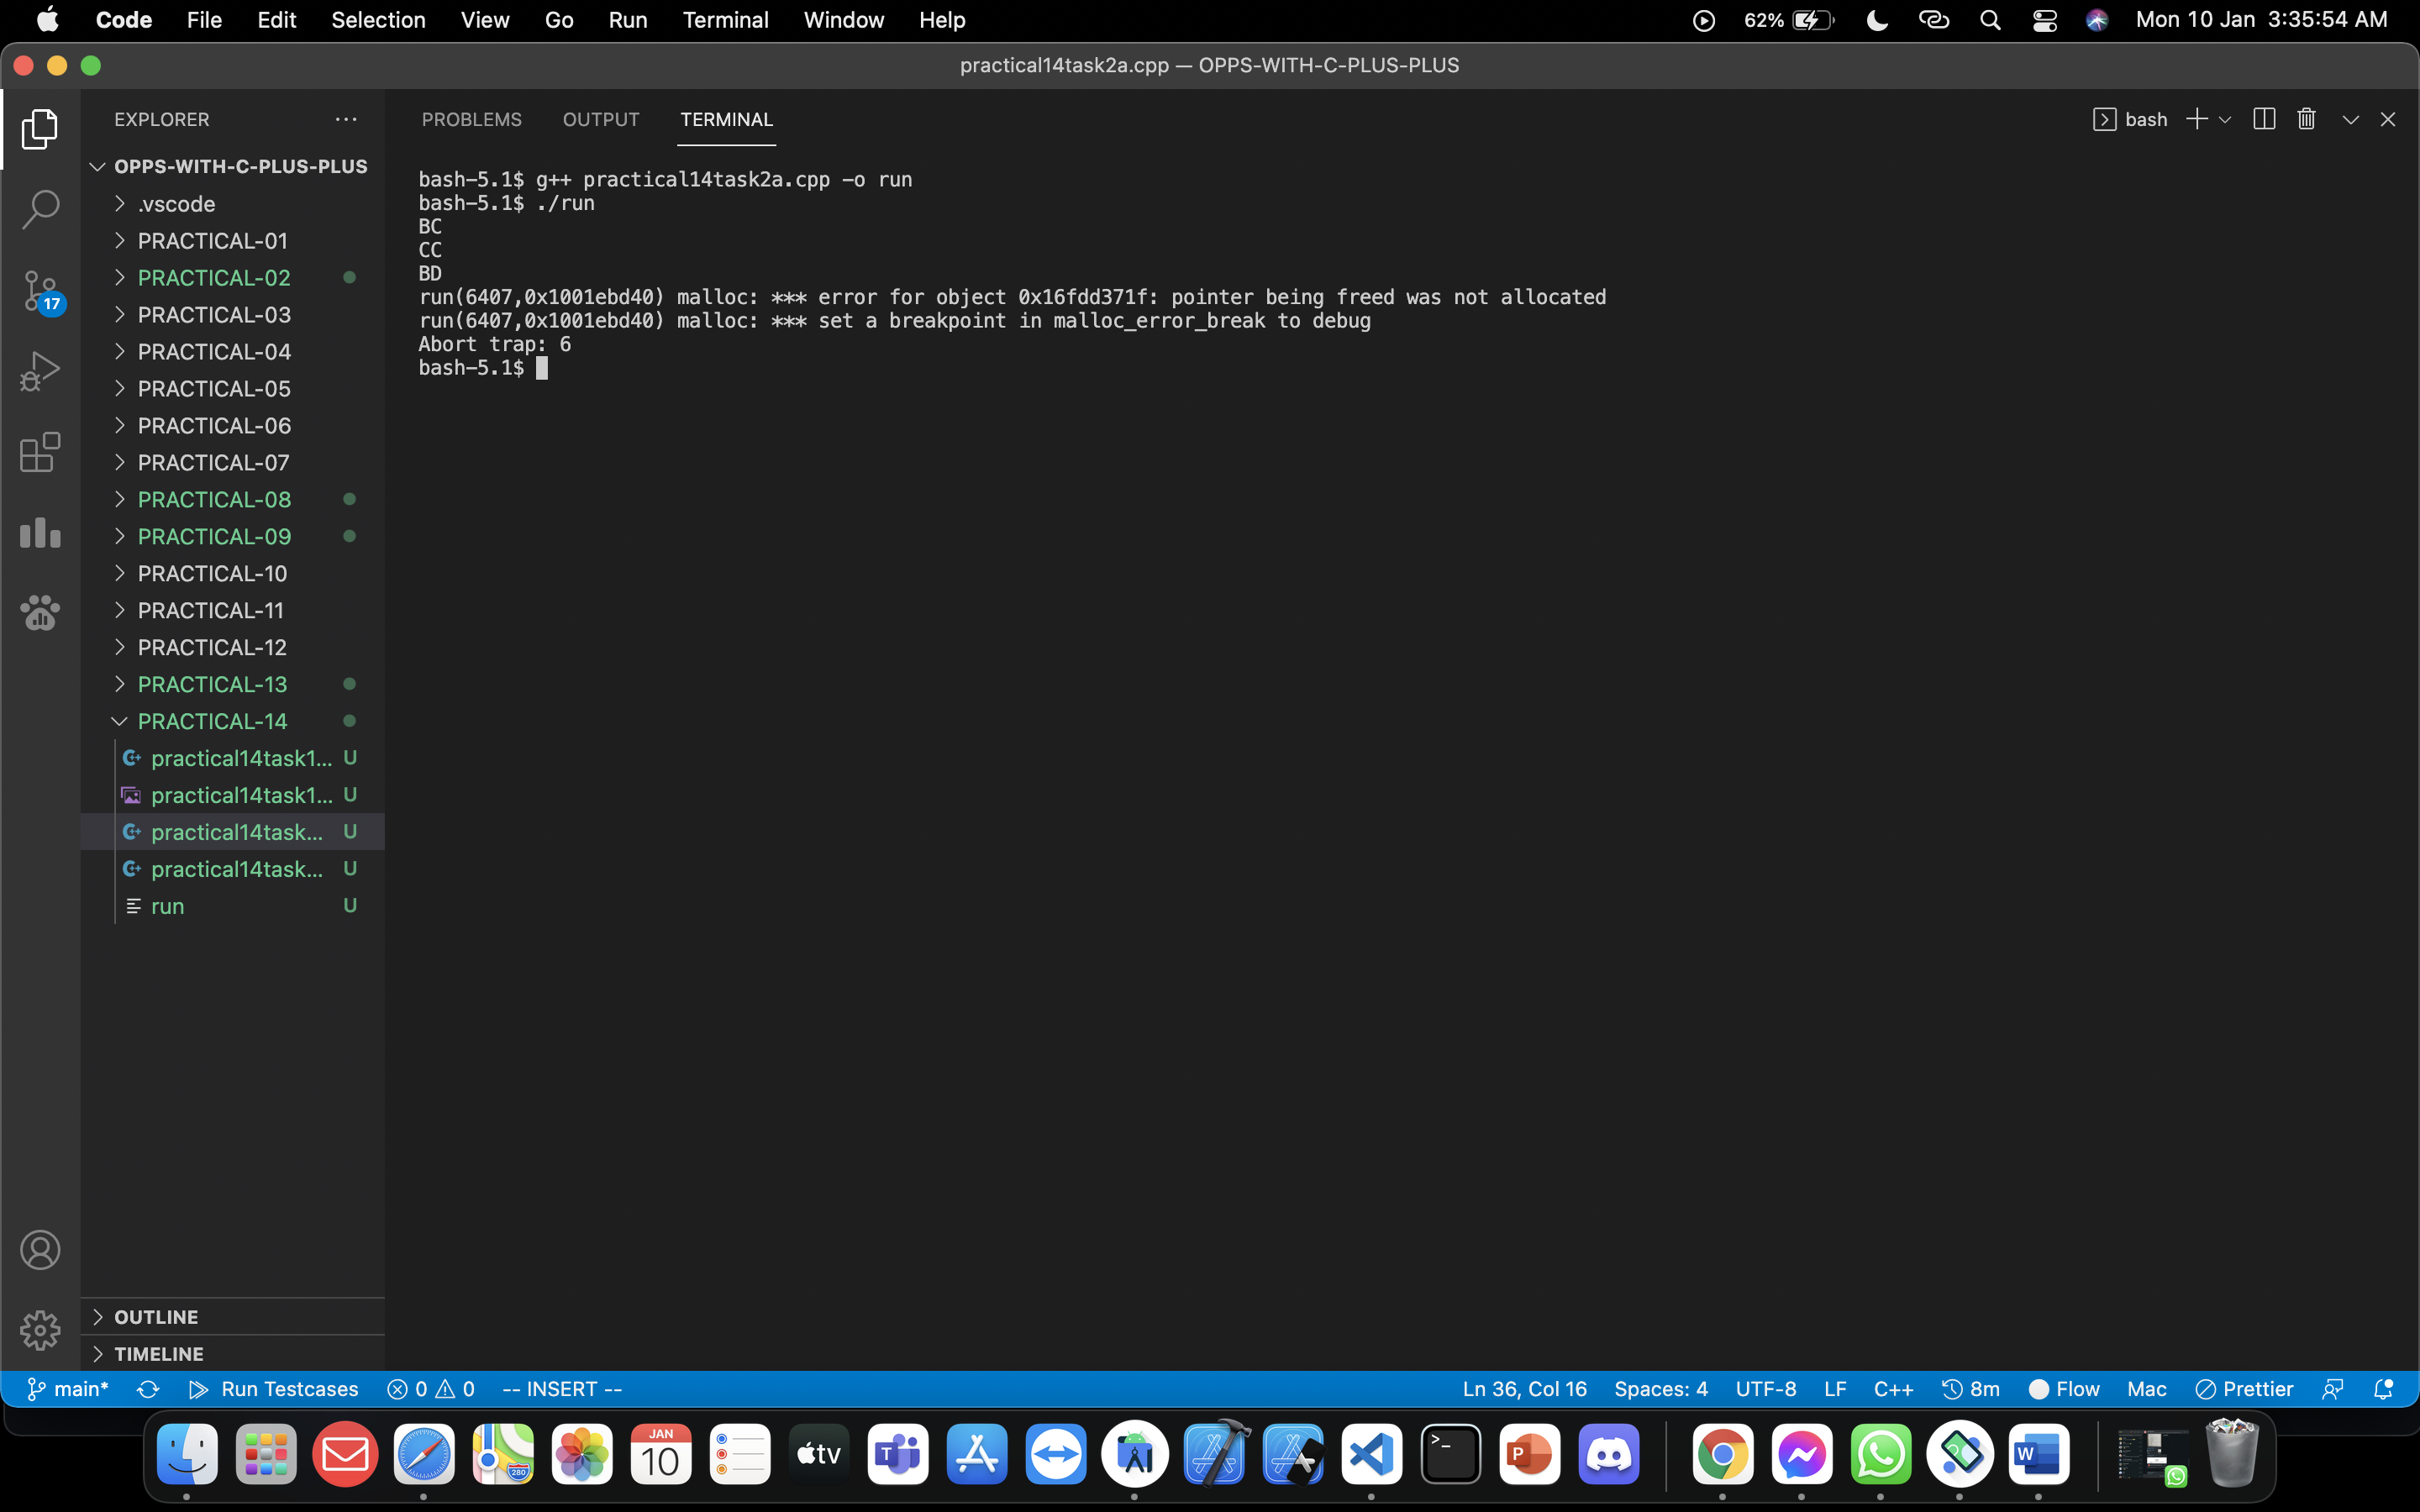 Code File Edit Selection View Go Run Terminal Window Help 62% Mon 10 Jan 3:35:54 AM
practical14task2a.cpp — OPPS-WITH-C-PLUS-PLUS
EXPLORER ...
PROBLEMS OUTPUT TERMINAL
bash
OPPS-WITH-C-PLUS-PLUS
.vscode
PRACTICAL-01
PRACTICAL-02
PRACTICAL-03
PRACTICAL-04
PRACTICAL-05
PRACTICAL-06
PRACTICAL-07
PRACTICAL-08
PRACTICAL-09
PRACTICAL-10
PRACTICAL-11
PRACTICAL-12
PRACTICAL-13
PRACTICAL-14
practical14task1... U
practical14task1... U
practical14task... U
practical14task... U
run U
17
bash-5.1$ g++ practical14task2a.cpp -o run
bash-5.1$ ./run
BC
CC
BD
run(6407,0x1001ebd40) malloc: *** error for object 0x16fdd371f: pointer being freed was not allocated
run(6407,0x1001ebd40) malloc: *** set a breakpoint in malloc_error_break to debug
Abort trap: 6
bash-5.1$
OUTLINE
TIMELINE
main* Run Testcases 0 0 -- INSERT -- Ln 36, Col 16 Spaces: 4 UTF-8 LF C++ 8m Flow Mac Prettier
280
JAN
10
tv
T
>_
P
W